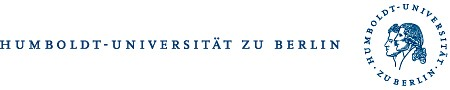 HUMBOLDT-UNIVERSITÄT ZU BERLIN
HUMBOLDT-UNIVERSITÄT · ZU BERLIN ·